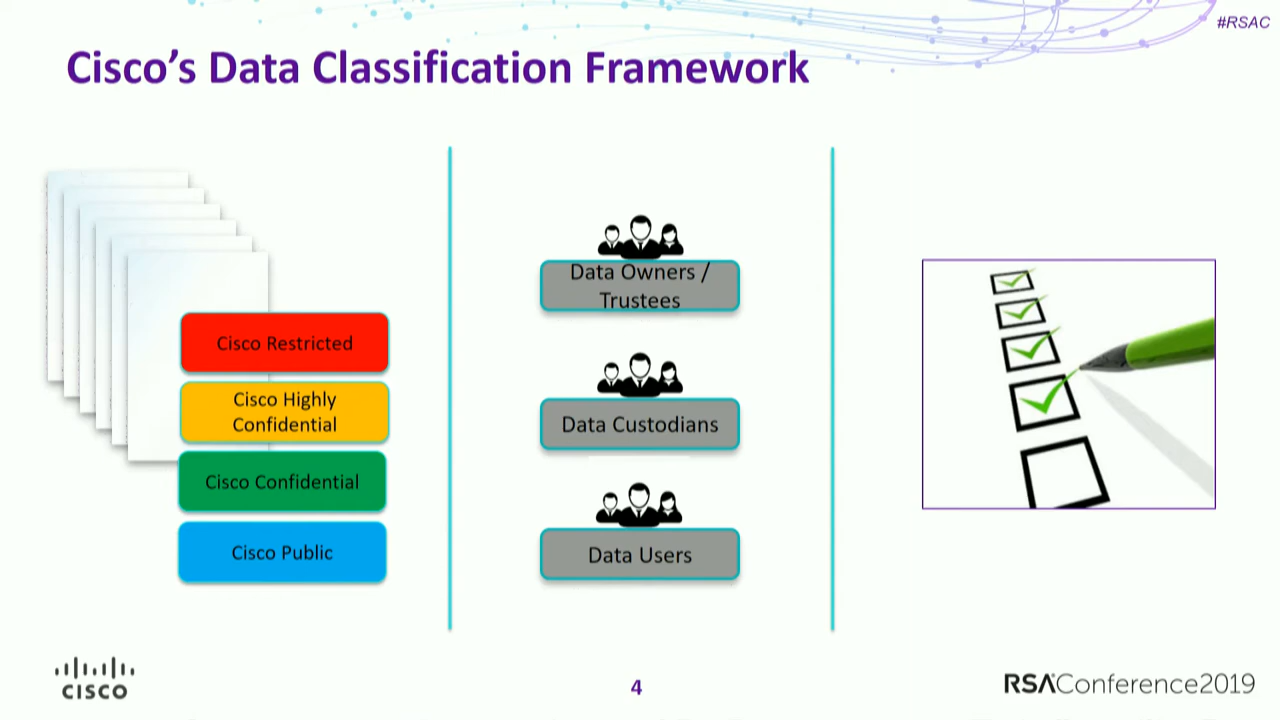 #RSAC
Cisco's Data Classification Framework
Cisco Restricted
Cisco Highly
Confidential
Cisco Confidential
Cisco Public
Data Owners /
Trustees
Data Custodians
Data Users
CISCO
4
RSAConference2019